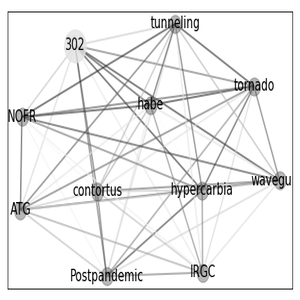 tunneling
302
tornado
habe
NOFR
wavegu
contortus
hypercarbia
ATG
Postpandemic
IRGC